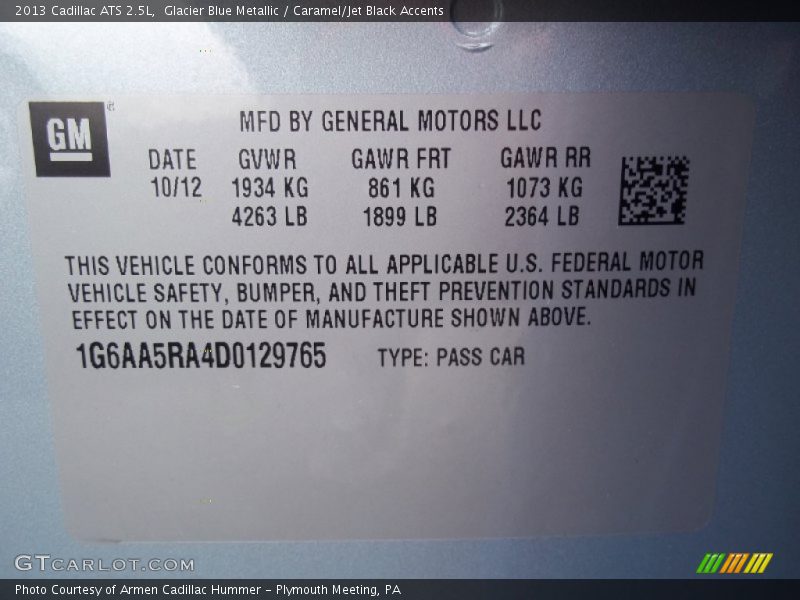 2013 Cadillac ATS 2.5L,  Glacier Blue Metallic / Caramel/Jet Black Accents
GM
MFD BY GENERAL MOTORS LLC
DATE GVWR GAWR FRT GAWR RR
10/12 1934 KG 861 KG 1073 KG
4263 LB 1899 LB 2364 LB
THIS VEHICLE CONFORMS TO ALL APPLICABLE U.S. FEDERAL MOTOR
VEHICLE SAFETY, BUMPER, AND THEFT PREVENTION STANDARDS IN
EFFECT ON THE DATE OF MANUFACTURE SHOWN ABOVE.
1G6AA5RA4D0129765 TYPE: PASS CAR
GTCARLOT.COM
Photo Courtesy of Armen Cadillac Hummer - Plymouth Meeting, PA